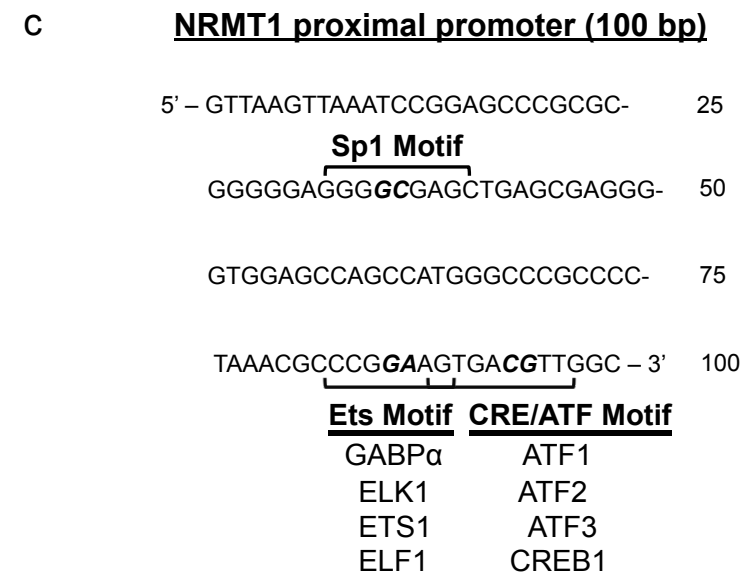 C NRMT1 proximal promoter (100 bp)
5' – GTTAAGTTAAATCCGGAGCCCGCGC- 25
Sp1 Motif
GGGGGAGGGGCGAGCTGAGCGAGGG- 50
GTGGAGCCAGCCATGGGCCCGCCCC- 75
TAAACGCCCGGAAGTGACGTTGGC – 3' 100
Ets Motif CRE/ATF Motif
GABPα ATF1
ELK1 ATF2
ETS1 ATF3
ELF1 CREB1